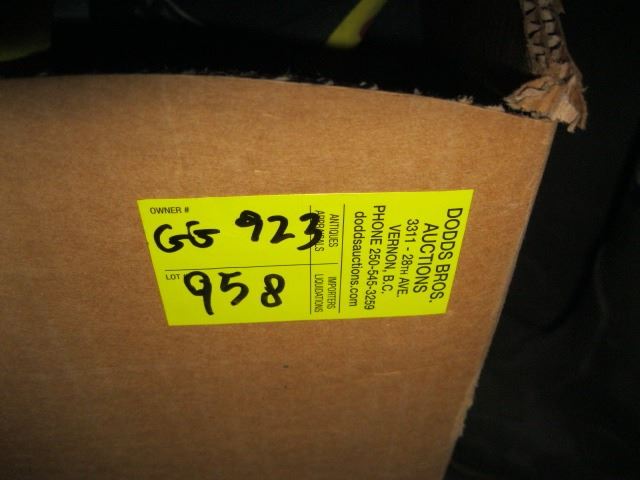 OWNER #
GG 923
LOT #
958
ANTIQUES
APPRAISALS
IMPORTERS
LIQUIDATIONS
DODDS BROS.
AUCTIONS
3311 - 28TH AVE.
VERNON, B.C.
PHONE 250-545-3259
doddsauctions.com